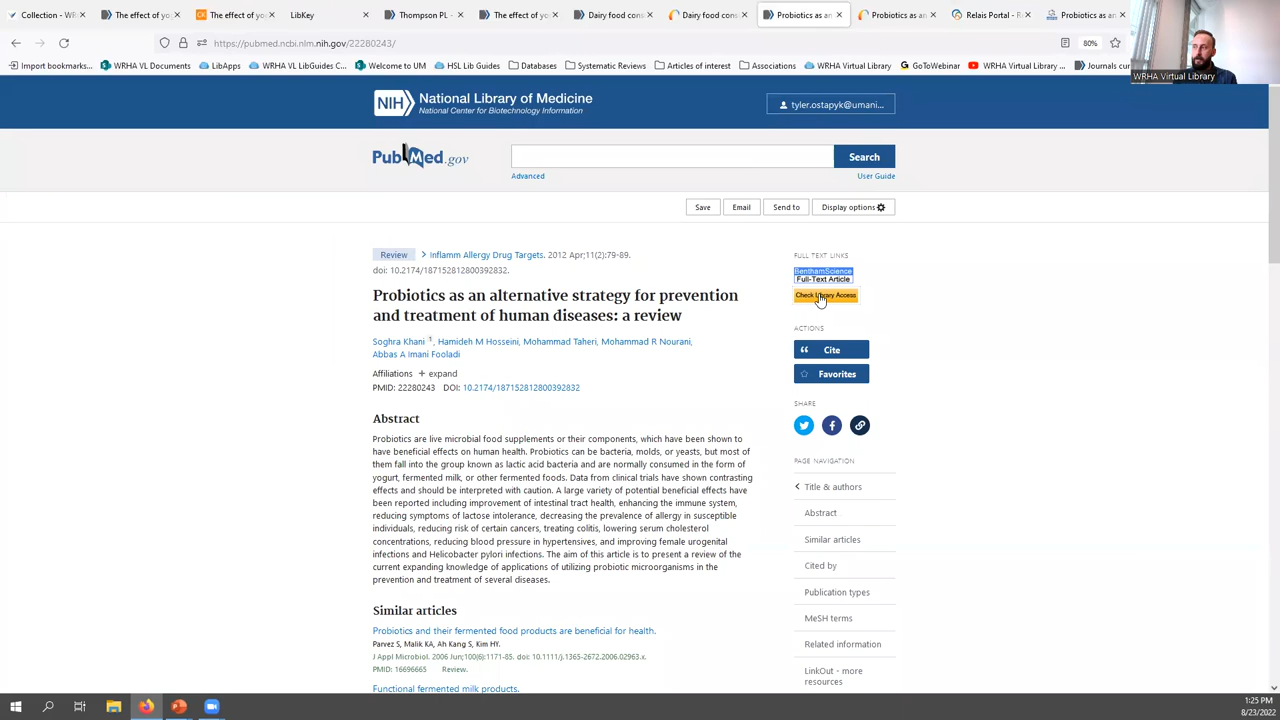 Collection - WRH
The effect of yog
The effect of yog
LibKey
Thompson PL -
The effect of yog
Dairy food cons
Dairy food cons
Probiotics as an
Probiotics as an
Relais Portal - Re
Probiotics as an
https://pubmed.ncbi.nlm.nih.gov/22280243/
80%
Import bookmarks...
WRHA VL Documents
LibApps
WRHA VL LibGuides C...
Welcome to UM
HSL Lib Guides
Databases
Systematic Reviews
Articles of interest
Associations
WRHA Virtual Library
GoToWebinar
WRHA Virtual Library ...
Journals curr
WRHA Virtual Library
NIH
National Library of Medicine
National Center for Biotechnology Information
tyler.ostapyk@umani...
PubMed.gov
Search
Advanced
User Guide
Save
Email
Send to
Display options
Review
Inflamm Allergy Drug Targets. 2012 Apr;11(2):79-89.
doi: 10.2174/187152812800392832.
Probiotics as an alternative strategy for prevention
and treatment of human diseases: a review
Soghra Khani 1, Hamideh M Hosseini, Mohammad Taheri, Mohammad R Nourani,
Abbas A Imani Fooladi
Affiliations + expand
PMID: 22280243 DOI: 10.2174/187152812800392832
Abstract
Probiotics are live microbial food supplements or their components, which have been shown to
have beneficial effects on human health. Probiotics can be bacteria, molds, or yeasts, but most of
them fall into the group known as lactic acid bacteria and are normally consumed in the form of
yogurt, fermented milk, or other fermented foods. Data from clinical trials have shown contrasting
effects and should be interpreted with caution. A large variety of potential beneficial effects have
been reported including improvement of intestinal tract health, enhancing the immune system,
reducing symptoms of lactose intolerance, decreasing the prevalence of allergy in susceptible
individuals, reducing risk of certain cancers, treating colitis, lowering serum cholesterol
concentrations, reducing blood pressure in hypertensives, and improving female urogenital
infections and Helicobacter pylori infections. The aim of this article is to present a review of the
current expanding knowledge of applications of utilizing probiotic microorganisms in the
prevention and treatment of several diseases.
Similar articles
Probiotics and their fermented food products are beneficial for health.
Parvez S, Malik KA, Ah Kang S, Kim HY.
J Appl Microbiol. 2006 Jun;100(6):1171-85. doi: 10.1111/j.1365-2672.2006.02963.x.
PMID: 16696665 Review.
Functional fermented milk products.
FULL TEXT LINKS
BenthamScience
Full-Text Article
Check Library Access
ACTIONS
Cite
Favorites
SHARE
PAGE NAVIGATION
Title & authors
Abstract
Similar articles
Cited by
Publication types
MeSH terms
Related information
LinkOut - more
resources
1:25 PM
8/23/2022